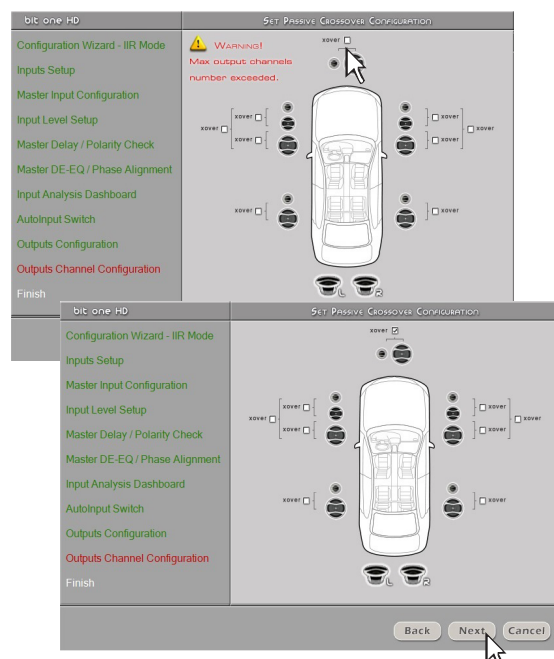 bit one HD
Set Passive Crossover Configuration
Configuration Wizard - IIR Mode
Inputs Setup
Master Input Configuration
Input Level Setup
Master Delay / Polarity Check
Master DE-EQ / Phase Alignment
Input Analysis Dashboard
AutoInput Switch
Outputs Configuration
Outputs Channel Configuration
Finish
Warning!
Max output channels
number exceeded.
xover
xover
xover
xover
xover
xover
xover
xover
xover
L
R
bit one HD
Set Passive Crossover Configuration
Configuration Wizard - IIR Mode
Inputs Setup
Master Input Configuration
Input Level Setup
Master Delay / Polarity Check
Master DE-EQ / Phase Alignment
Input Analysis Dashboard
AutoInput Switch
Outputs Configuration
Outputs Channel Configuration
Finish
xover
xover
xover
xover
xover
xover
xover
xover
xover
L
R
Back
Next
Cancel